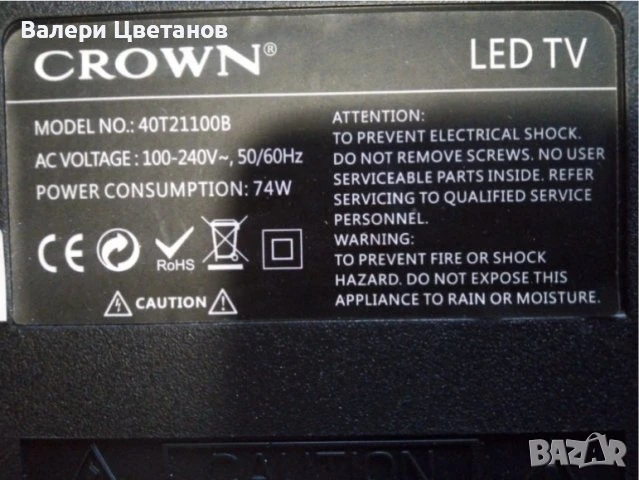 Валери Цветанов
CROWN®
LED TV
MODEL NO.: 40T21100B
AC VOLTAGE : 100-240V~, 50/60Hz
POWER CONSUMPTION: 74W
CE
RoHS
CAUTION
ATTENTION:
TO PREVENT ELECTRICAL SHOCK.
DO NOT REMOVE SCREWS. NO USER
SERVICEABLE PARTS INSIDE. REFER
SERVICING TO QUALIFIED SERVICE
PERSONNEL.
WARNING:
TO PREVENT FIRE OR SHOCK
HAZARD. DO NOT EXPOSE THIS
APPLIANCE TO RAIN OR MOISTURE.
CAUTION
BAZAR